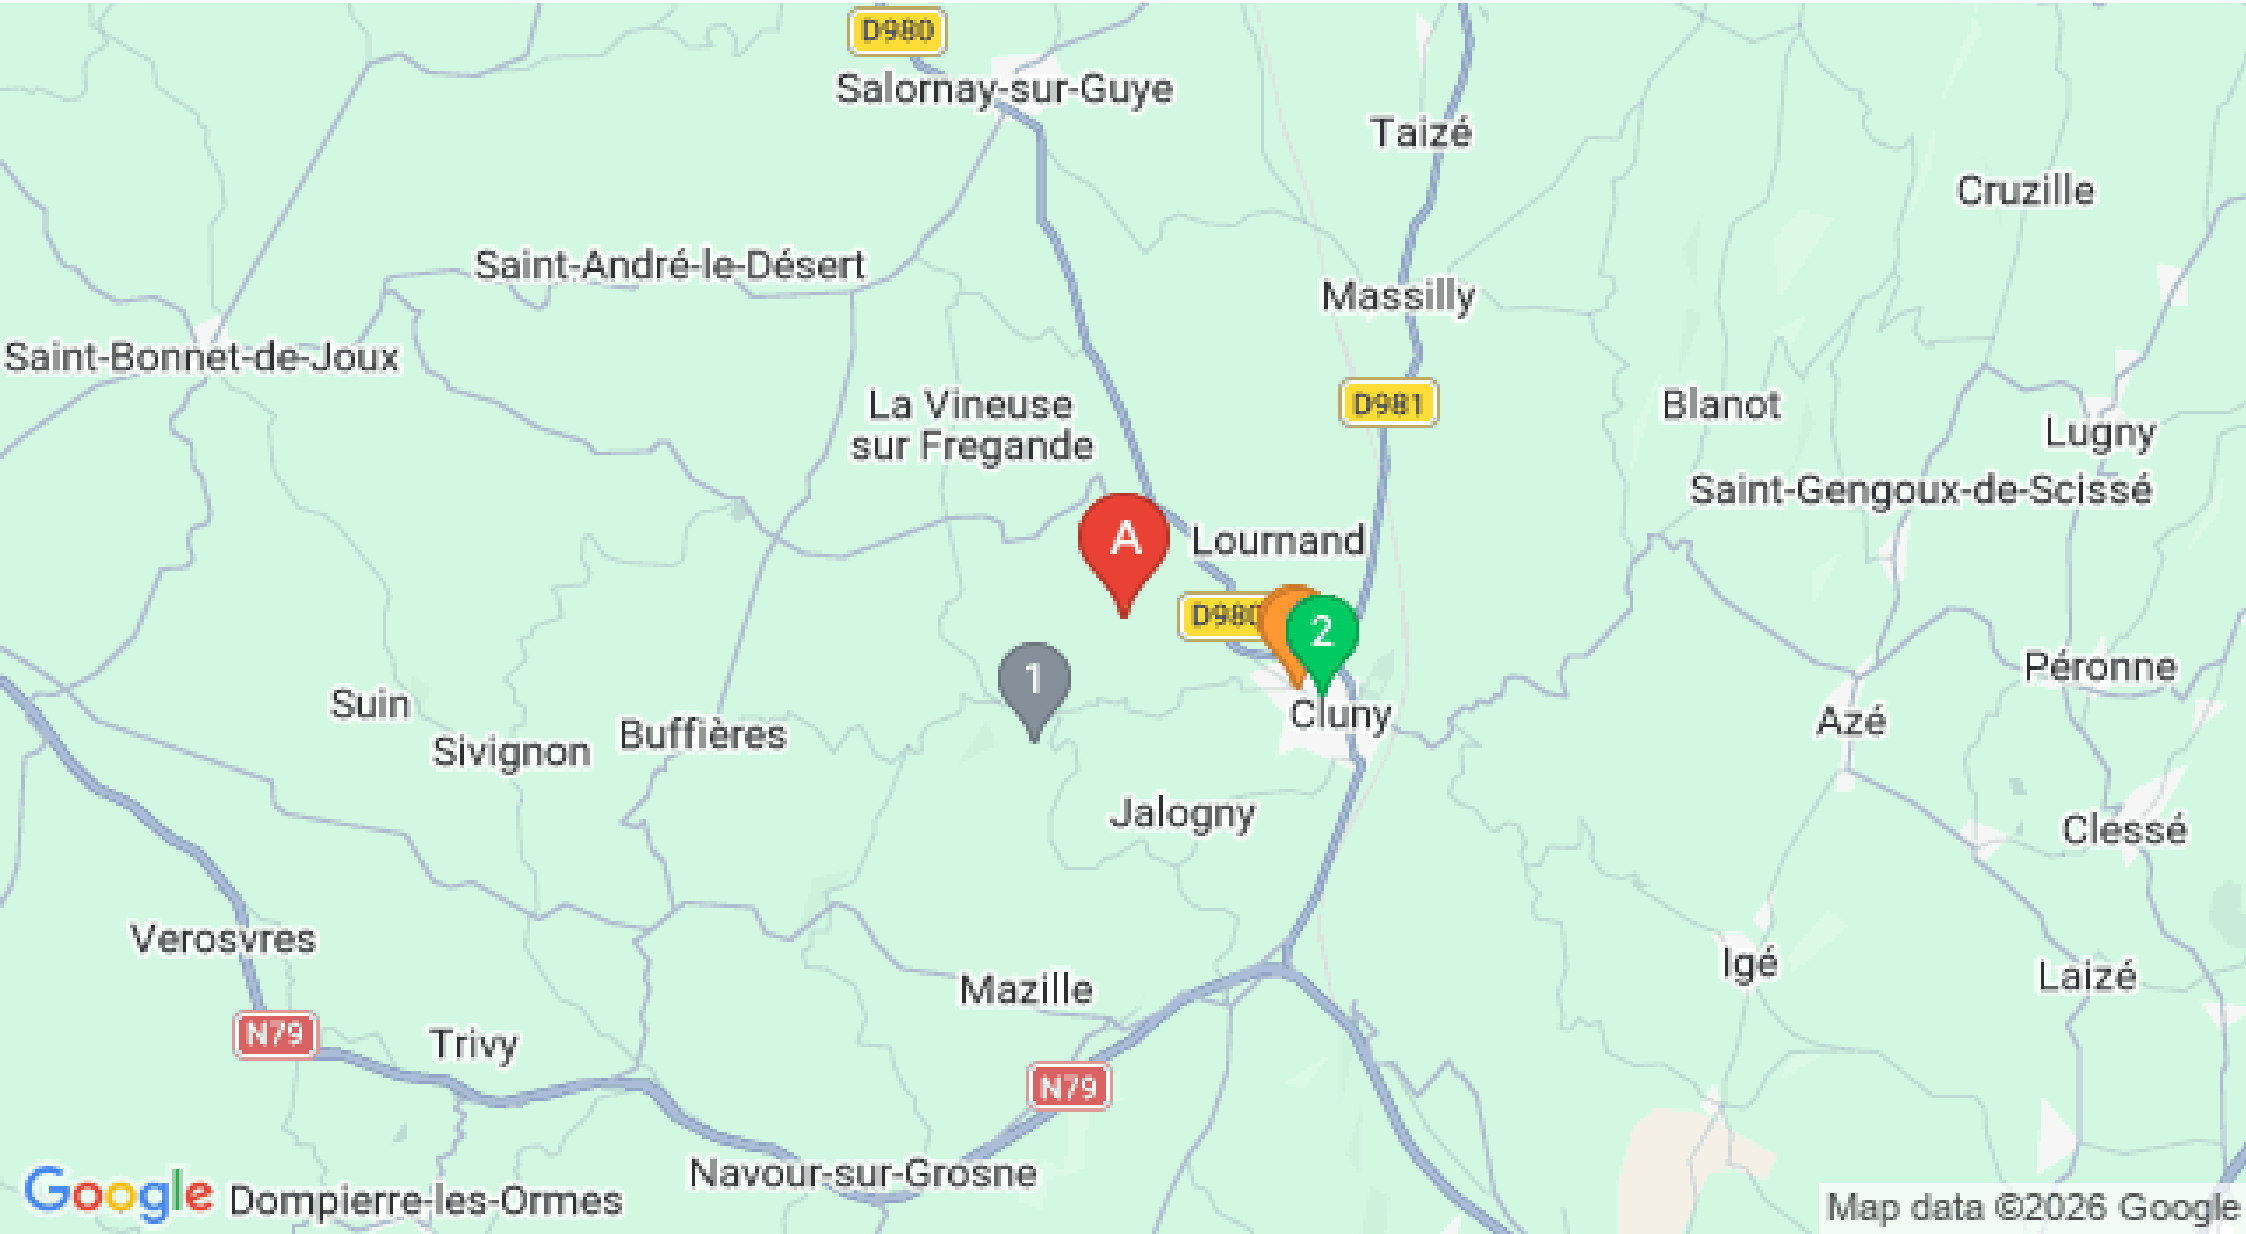 D980
Salornay-sur-Guye
Taizé
Cruzille
Saint-André-le-Désert
Massilly
Saint-Bonnet-de-Joux
La Vineuse
sur Fregande
D981
Blanot
Lugny
Saint-Gengoux-de-Scissé
A
Lournand
D980
2
1
Péronne
Suin
Buffières
Sivignon
Cluny
Azé
Jalogny
Clessé
Verosvres
Mazille
Igé
Laizé
N79
Trivy
N79
Navour-sur-Grosne
Google
Dompierre-les-Ormes
Map data ©2026 Google